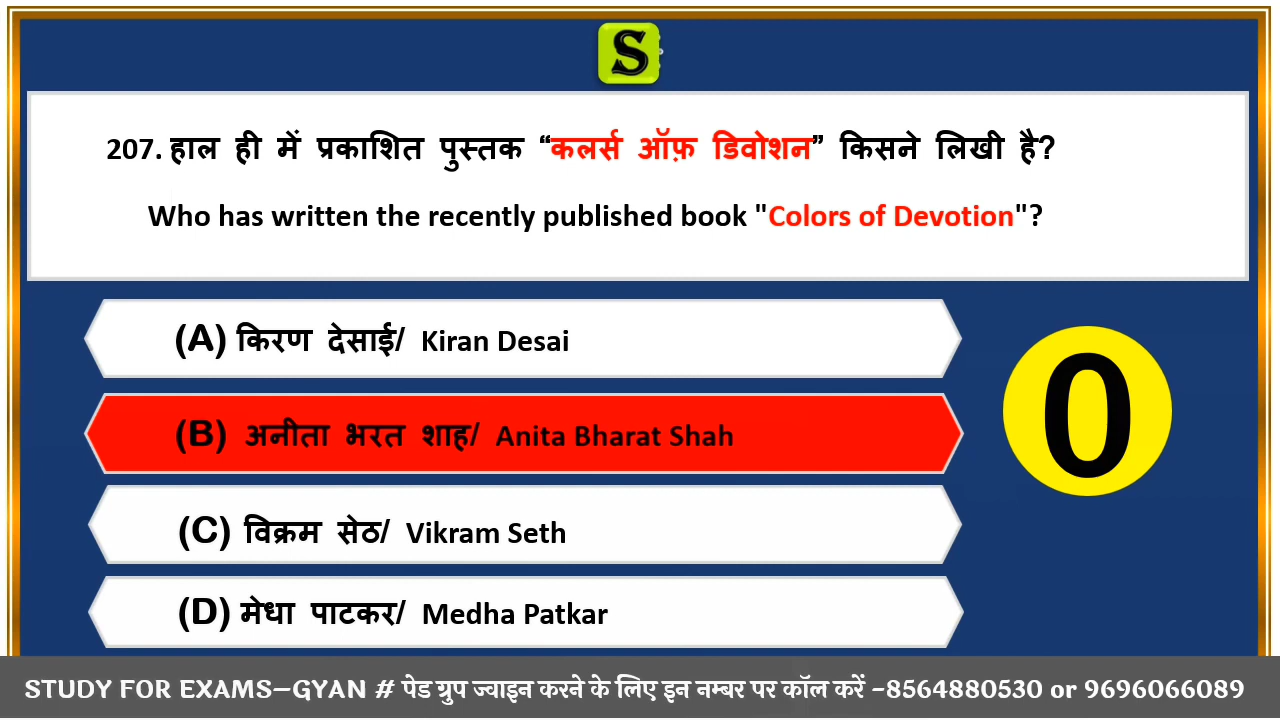 S
207. हाल ही में प्रकाशित पुस्तक “कलर्स ऑफ़ डिवोशन” किसने लिखी है?
Who has written the recently published book "Colors of Devotion"?
(A) किरण देसाई/ Kiran Desai
(B) अनीता भरत शाह/ Anita Bharat Shah
0
(C) विक्रम सेठ/ Vikram Seth
(D) मेधा पाटकर/ Medha Patkar
STUDY FOR EXAMS–GYAN # पेड ग्रुप ज्वाइन करने के लिए इन नम्बर पर कॉल करें -8564880530 or 9696066089